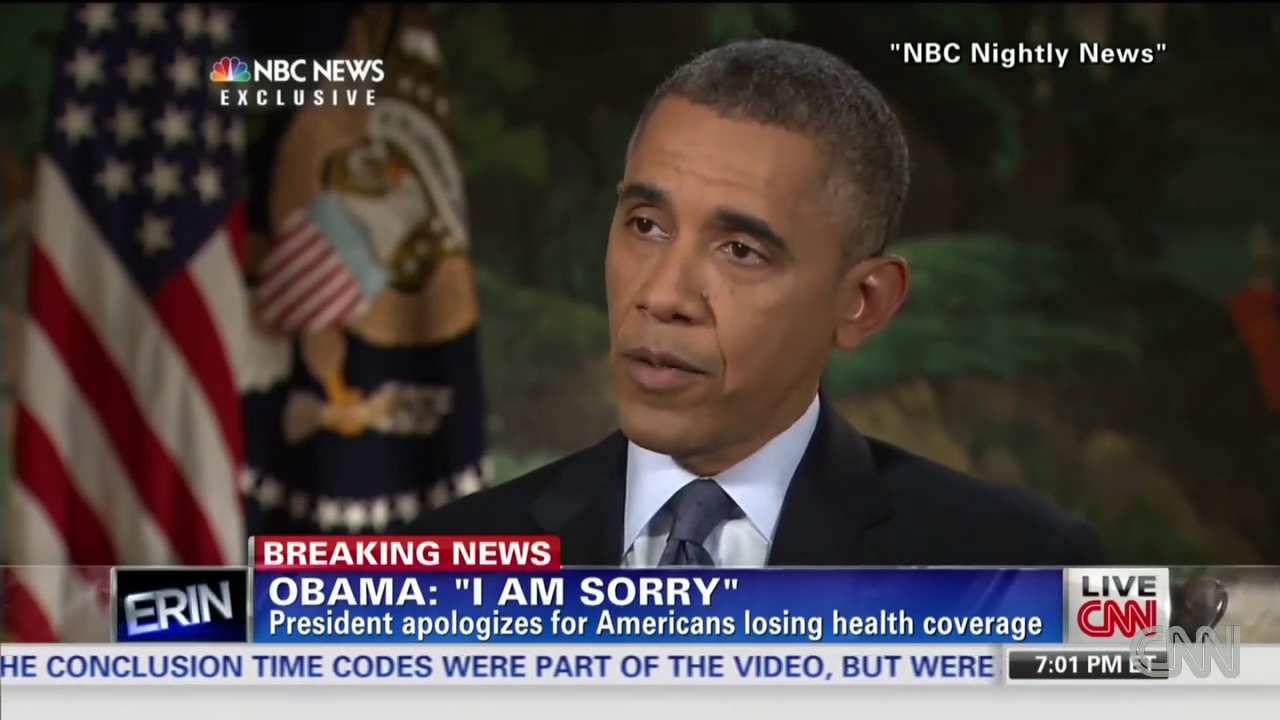 NBC NEWS
EXCLUSIVE
"NBC Nightly News"
BREAKING NEWS
ERIN
OBAMA: "I AM SORRY"
President apologizes for Americans losing health coverage
LIVE
CNN
HE CONCLUSION TIME CODES WERE PART OF THE VIDEO, BUT WERE
7:01 PM ET
CNN